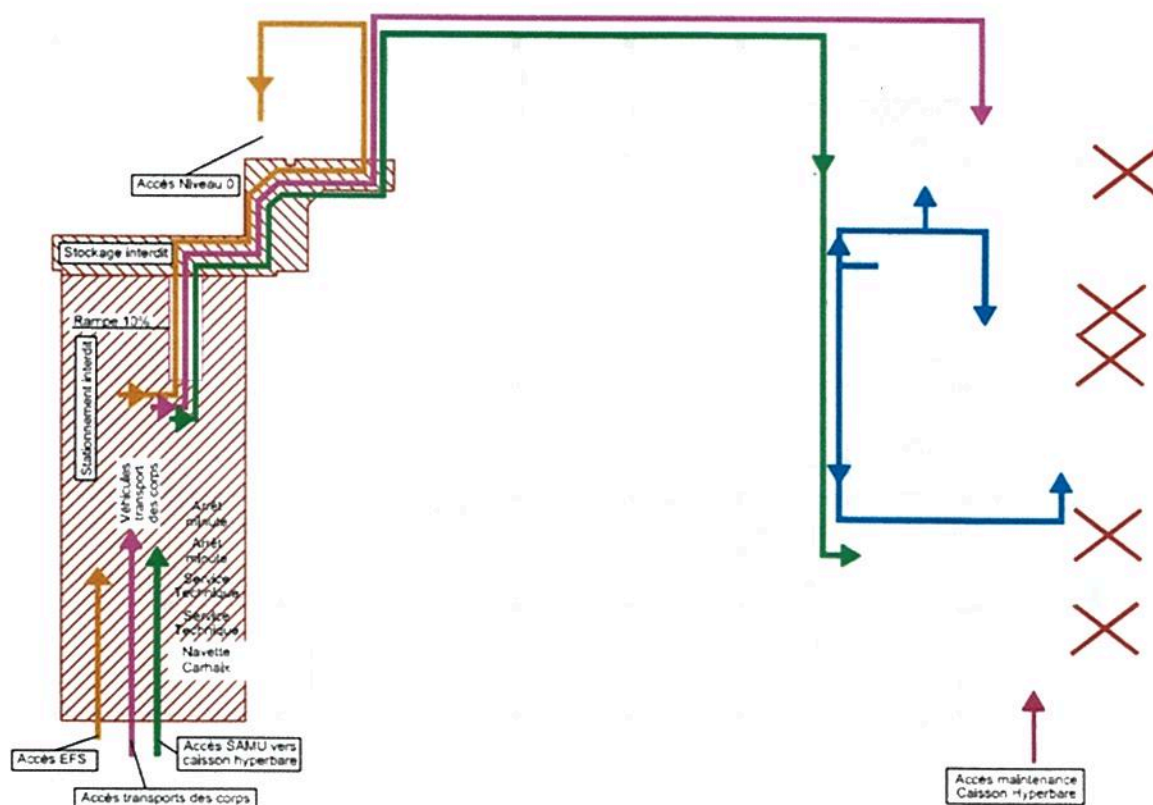 Accès Niveau 0
Stockage interdit
Rampe 10%
Stationnement interdit
Véhicules
transport
des corps
Arrêt
minute
Arrêt
minute
Service
Technique
Service
Technique
Navette
Carhaix
Accès EFS
Accès SAMU vers
caisson hyperbare
Accès transports des corps
Accès maintenance
Caisson Hyperbare